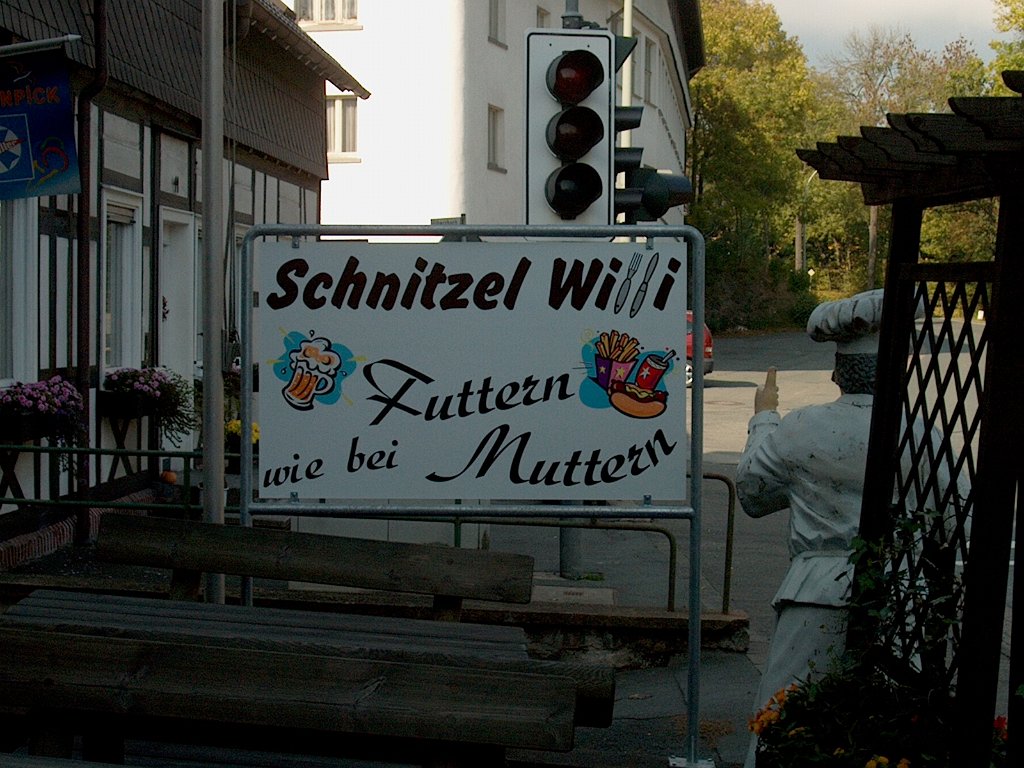 Schnitzel Willi
Futtern
wie bei Muttern